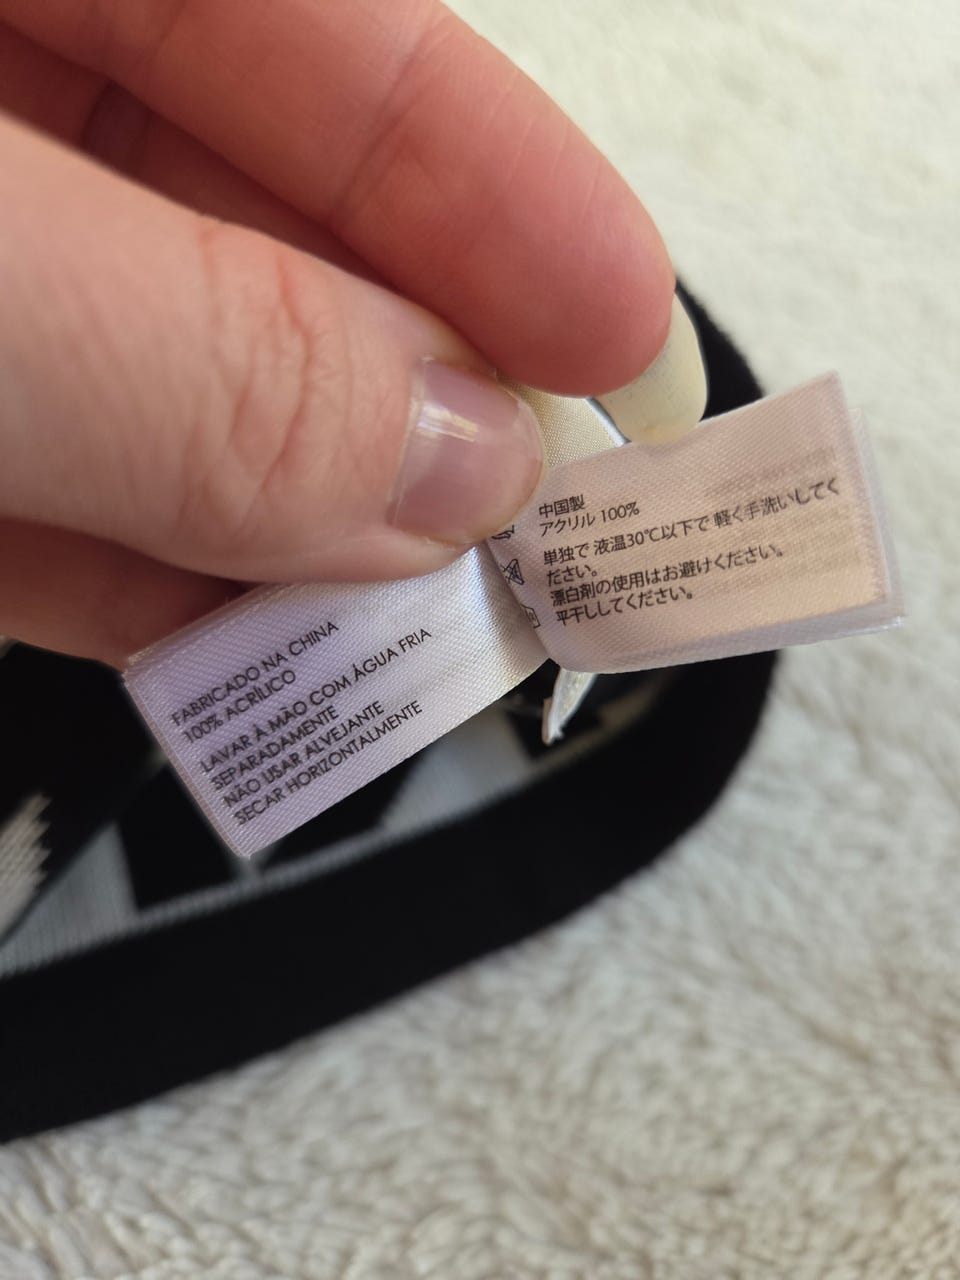 中国製
アクリル 100%
単独で 液温30℃以下で 軽く手洗いしてく
ださい。
漂白剤の使用はお避けください。
平干ししてください。
FABRICADO NA CHINA
100% ACRÍLICO
LAVAR À MÃO COM ÁGUA FRIA
SEPARADAMENTE
NÃO USAR ALVEJANTE
SECAR HORIZONTALMENTE